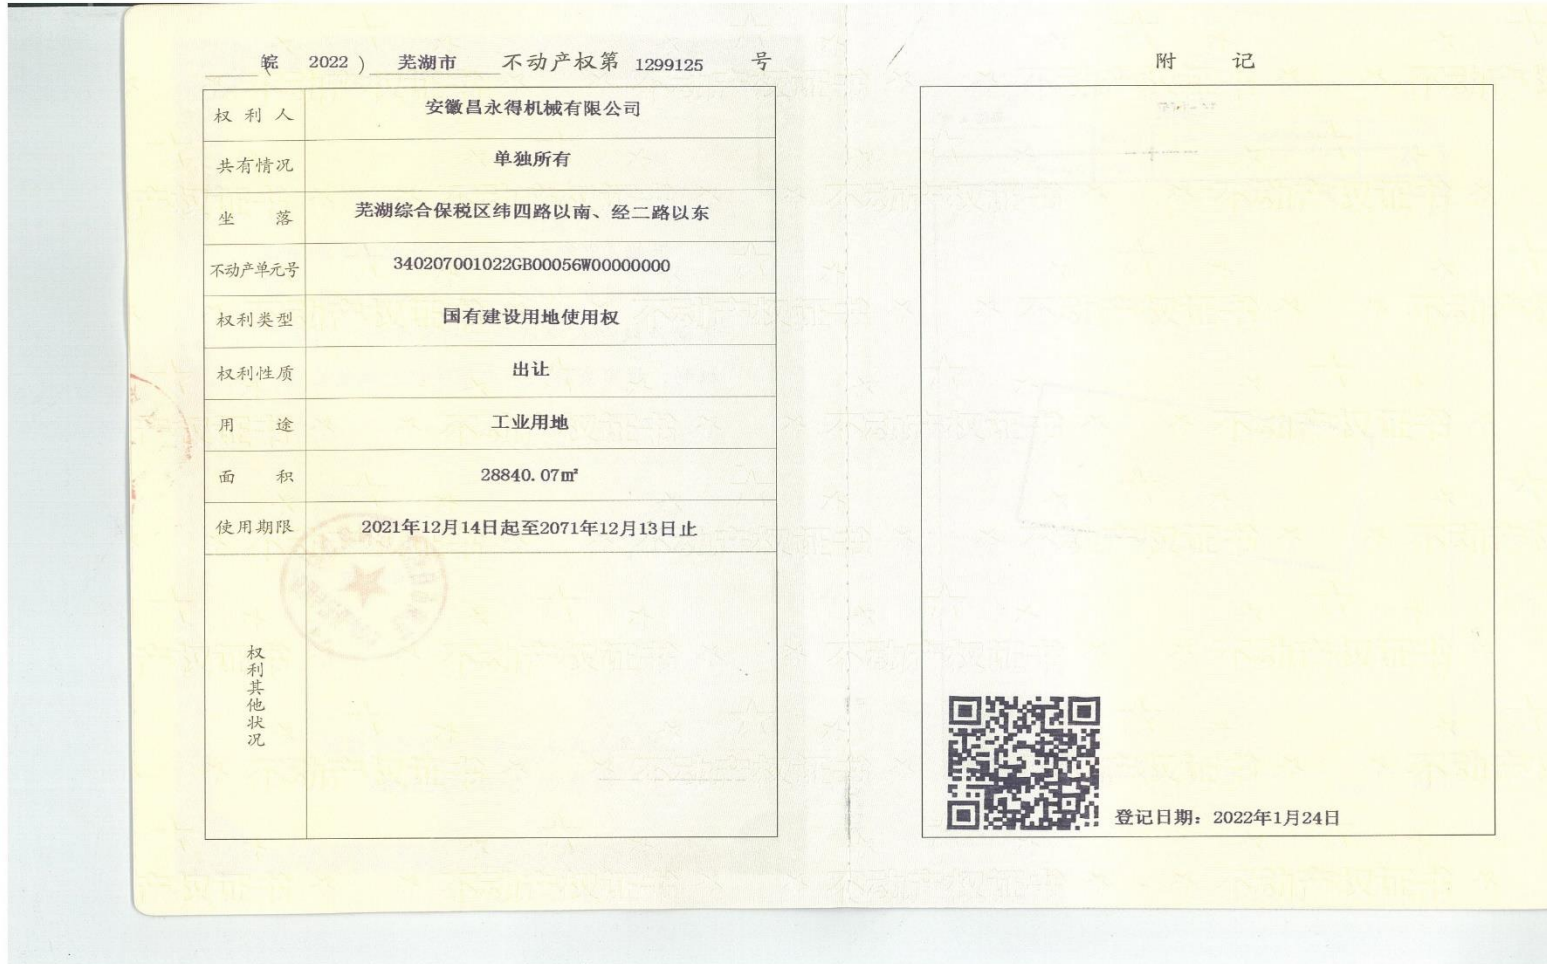 皖 2022 ) 芜湖市 不动产权第 1299125 号
权利人 安徽昌永得机械有限公司
共有情况 单独所有
坐落 芜湖综合保税区纬四路以南、经二路以东
不动产单元号 340207001022GB00056W00000000
权利类型 国有建设用地使用权
权利性质 出让
用途 工业用地
面积 28840.07㎡
使用期限 2021年12月14日起至2071年12月13日止
权利其他状况
附记
登记日期：2022年1月24日